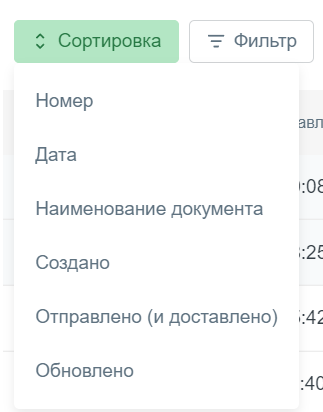 Сортировка
Фильтр
Номер
Дата
Наименование документа
Создано
Отправлено (и доставлено)
Обновлено